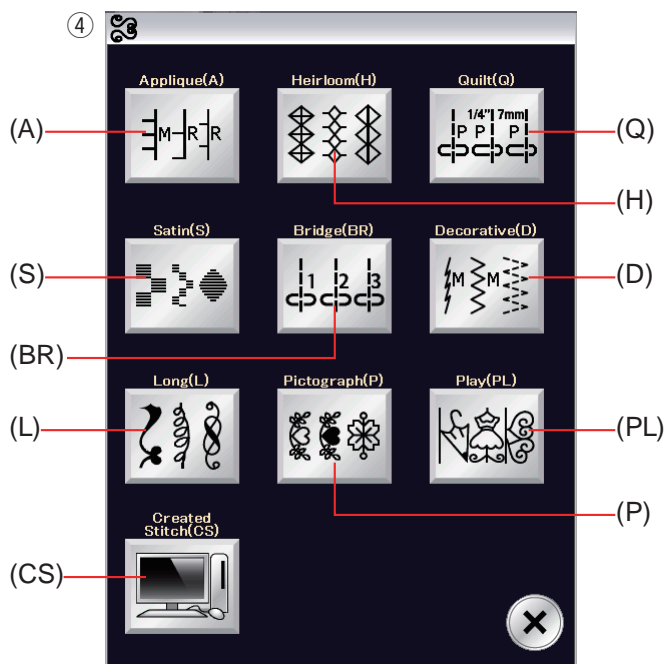 ④
Applique(A) Heirloom(H) Quilt(Q)
(A) M R R 1/4" 7mm P P P (Q)
(H)
Satin(S) Bridge(BR) Decorative(D)
(S) 1 2 3 M M (D)
(BR)
Long(L) Pictograph(P) Play(PL)
(L) (PL)
(P)
Created
Stitch(CS)
(CS)